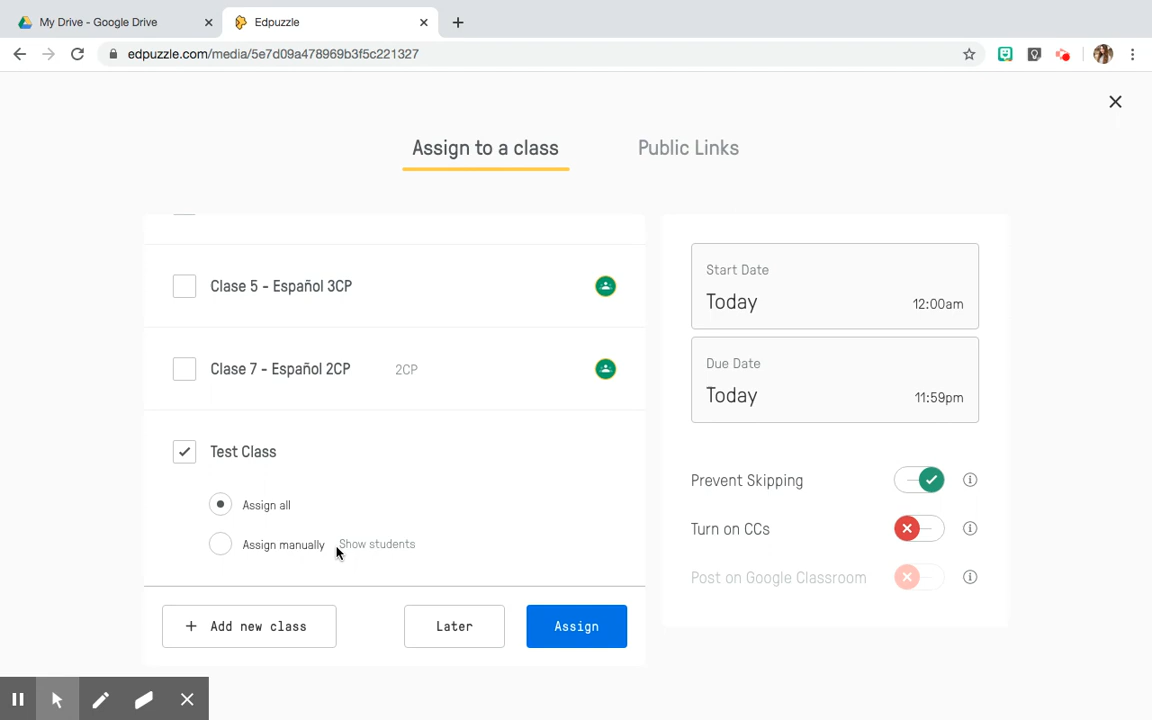 My Drive - Google Drive
Edpuzzle
edpuzzle.com/media/5e7d09a478969b3f5c221327
Assign to a class
Public Links
Clase 5 - Español 3CP
Clase 7 - Español 2CP 2CP
Test Class
Assign all
Assign manually Show students
+ Add new class
Later
Assign
Start Date
Today 12:00am
Due Date
Today 11:59pm
Prevent Skipping
Turn on CCs
Post on Google Classroom